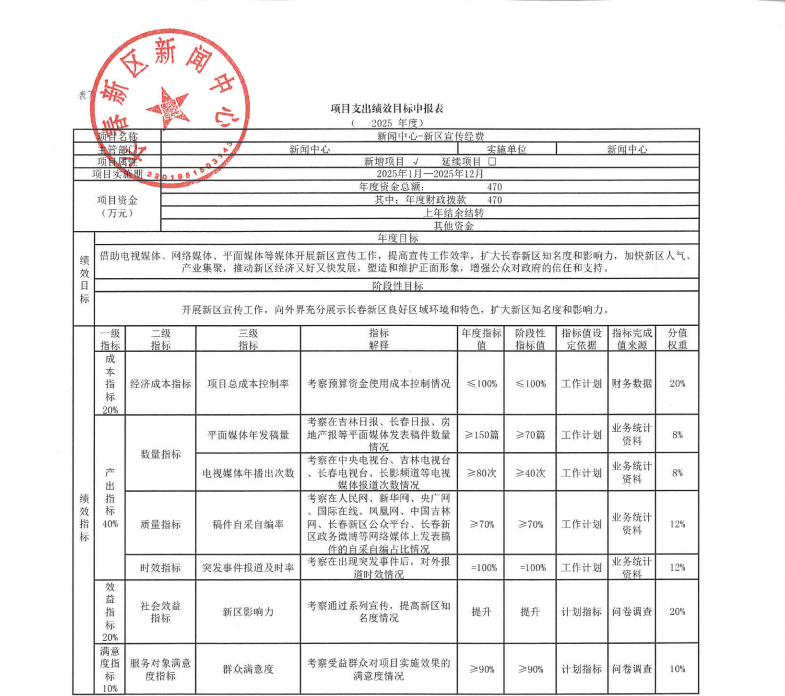 长春新区新闻中心
2201951503143
项目支出绩效目标申报表
( 2025 年度)
项目名称 新闻中心-新区宣传经费
主管部门 新闻中心 实施单位 新闻中心
项目属性 新增项目 √ 延续项目 □
项目实施期 2025年1月—2025年12月
项目资金
(万元)
年度资金总额: 470
其中: 年度财政拨款 470
上年结余结转
其他资金
绩效目标
年度目标
借助电视媒体、网络媒体、平面媒体等媒体开展新区宣传工作,提高宣传工作效率,扩大长春新区知名度和影响力,加快新区人气、
产业集聚,推动新区经济又好又快发展,塑造和维护正面形象,增强公众对政府的信任和支持。
阶段性目标
开展新区宣传工作,向外界充分展示长春新区良好区域环境和特色,扩大新区知名度和影响力。
绩效指标
一级指标 二级指标 三级指标 指标解释 年度指标值 阶段性指标值 指标值设定依据 指标完成值来源 分值权重
成本指标20% 经济成本指标 项目总成本控制率 考察预算资金使用成本控制情况 ≤100% ≤100% 工作计划 财务数据 20%
产出指标40%
数量指标
平面媒体年发稿量 考察在吉林日报、长春日报、房
地产报等平面媒体发表稿件数量
情况 ≥150篇 ≥70篇 工作计划 业务统计资料 8%
电视媒体年播出次数 考察在中央电视台、吉林电视台
、长春电视台、长影频道等电视
媒体报道次数情况 ≥80次 ≥40次 工作计划 业务统计资料 8%
质量指标 稿件自采自编率 考察在人民网、新华网、央广网
、国际在线、凤凰网、中国吉林
网、长春新区公众平台、长春新
区政务微博等网络媒体上发表稿
件的自采自编占比情况 ≥70% ≥70% 工作计划 业务统计资料 12%
时效指标 突发事件报道及时率 考察在出现突发事件后,对外报
道时效情况 =100% =100% 工作计划 业务统计资料 12%
效益指标20% 社会效益指标 新区影响力 考察通过系列宣传,提高新区知
名度情况 提升 提升 计划指标 问卷调查 20%
满意度指标10% 服务对象满意度指标 群众满意度 考察受益群众对项目实施效果的
满意度情况 ≥90% ≥90% 计划指标 问卷调查 10%